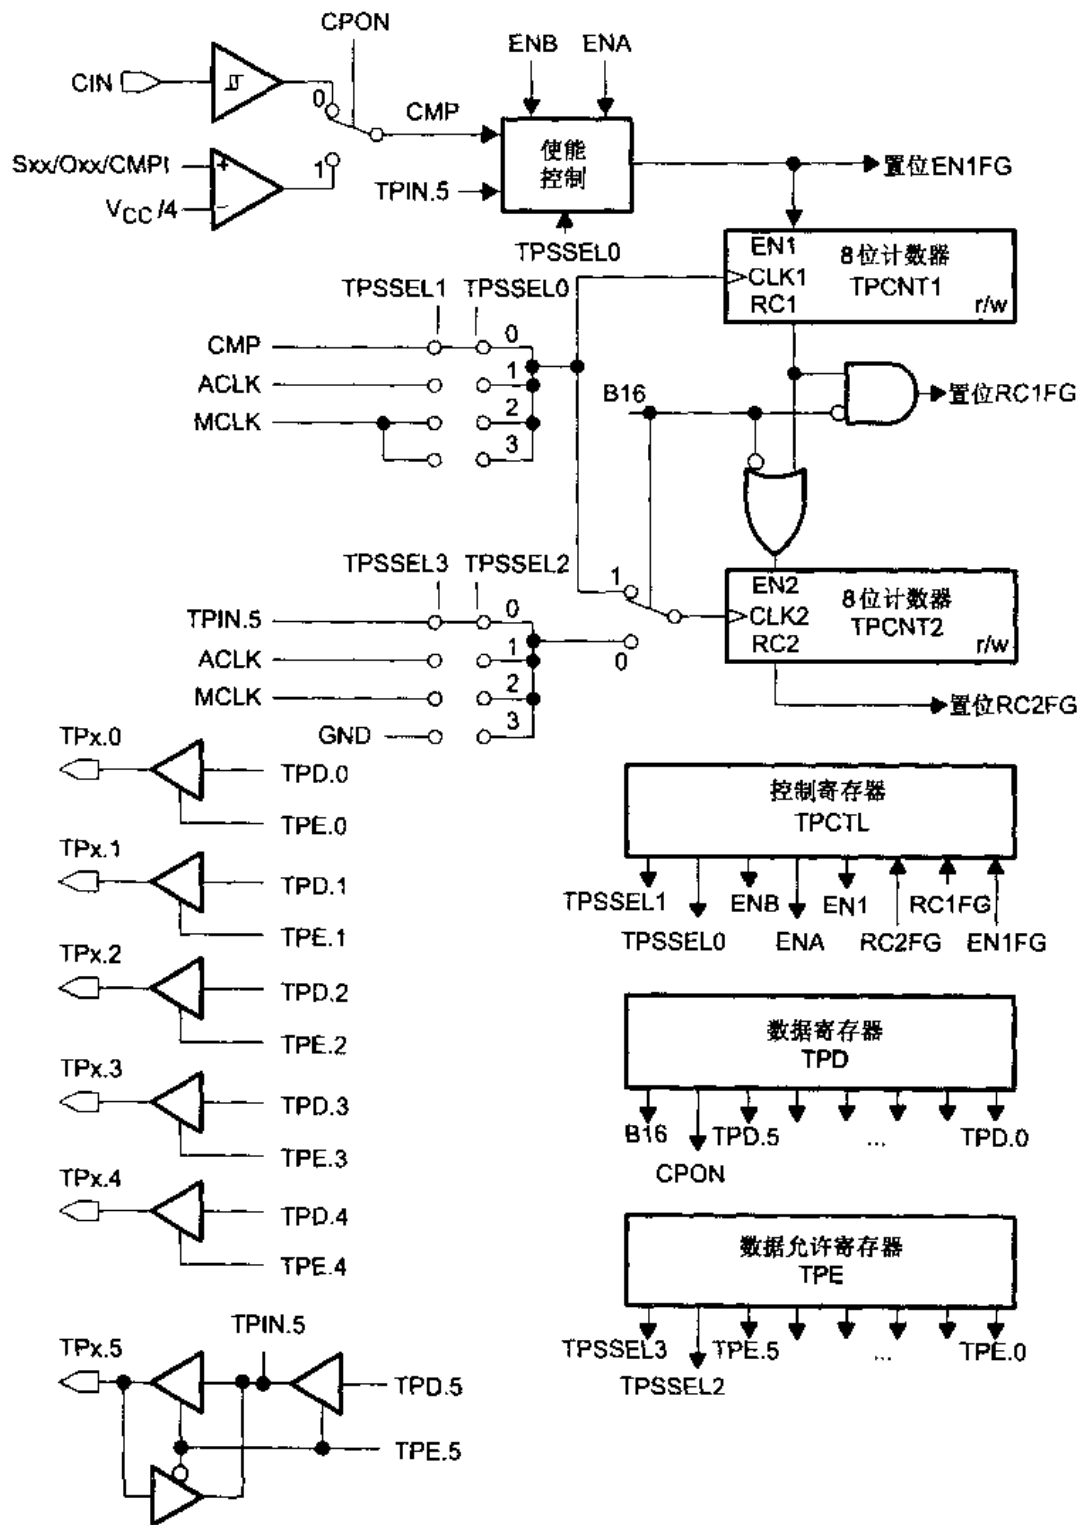 CPON
ENB ENA
CIN
0
CMP
Sxx/Oxx/CMPI
1
使能
控制
置位EN1FG
VCC/4
TPIN.5
TPSSEL0
EN1 8位计数器
CLK1 TPCNT1
RC1 r/w
TPSSEL1 TPSSEL0
CMP 0
ACLK 1
MCLK 2
3
B16
置位RC1FG
TPSSEL3 TPSSEL2
1
EN2 8位计数器
CLK2 TPCNT2
RC2 r/w
TPIN.5 0
ACLK 1
0
MCLK 2
GND 3
置位RC2FG
TPx.0
TPD.0
TPE.0
TPx.1
TPD.1
TPE.1
TPx.2
TPD.2
TPE.2
TPx.3
TPD.3
TPE.3
TPx.4
TPD.4
TPE.4
TPIN.5
TPx.5
TPD.5
TPE.5
控制寄存器
TPCTL
TPSSEL1 ENB EN1 RC1FG
TPSSEL0 ENA RC2FG EN1FG
数据寄存器
TPD
B16 TPD.5 ... TPD.0
CPON
数据允许寄存器
TPE
TPSSEL3 TPE.5 ... TPE.0
TPSSEL2